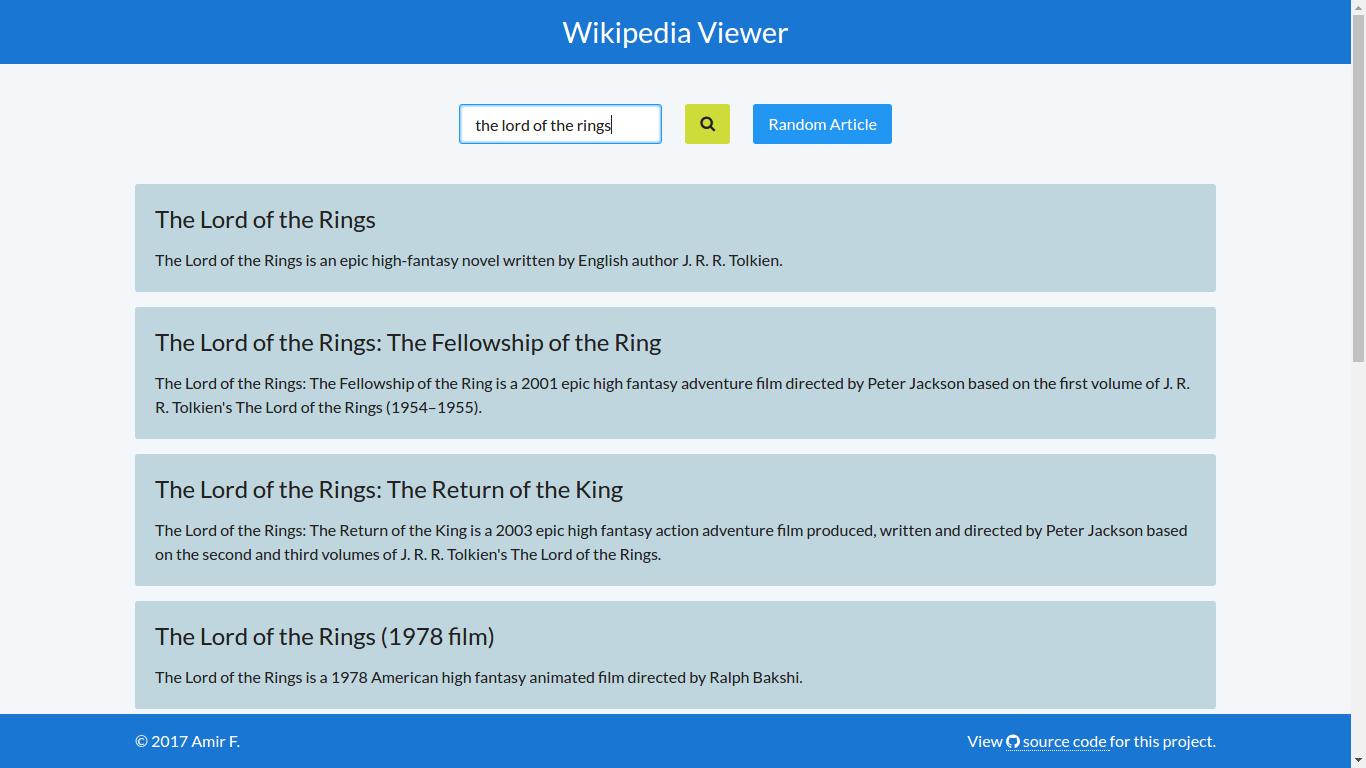 Wikipedia Viewer
the lord of the rings
Random Article
The Lord of the Rings
The Lord of the Rings is an epic high-fantasy novel written by English author J. R. R. Tolkien.
The Lord of the Rings: The Fellowship of the Ring
The Lord of the Rings: The Fellowship of the Ring is a 2001 epic high fantasy adventure film directed by Peter Jackson based on the first volume of J. R.
R. Tolkien's The Lord of the Rings (1954–1955).
The Lord of the Rings: The Return of the King
The Lord of the Rings: The Return of the King is a 2003 epic high fantasy action adventure film produced, written and directed by Peter Jackson based
on the second and third volumes of J. R. R. Tolkien's The Lord of the Rings.
The Lord of the Rings (1978 film)
The Lord of the Rings is a 1978 American high fantasy animated film directed by Ralph Bakshi.
© 2017 Amir F.
View source code for this project.